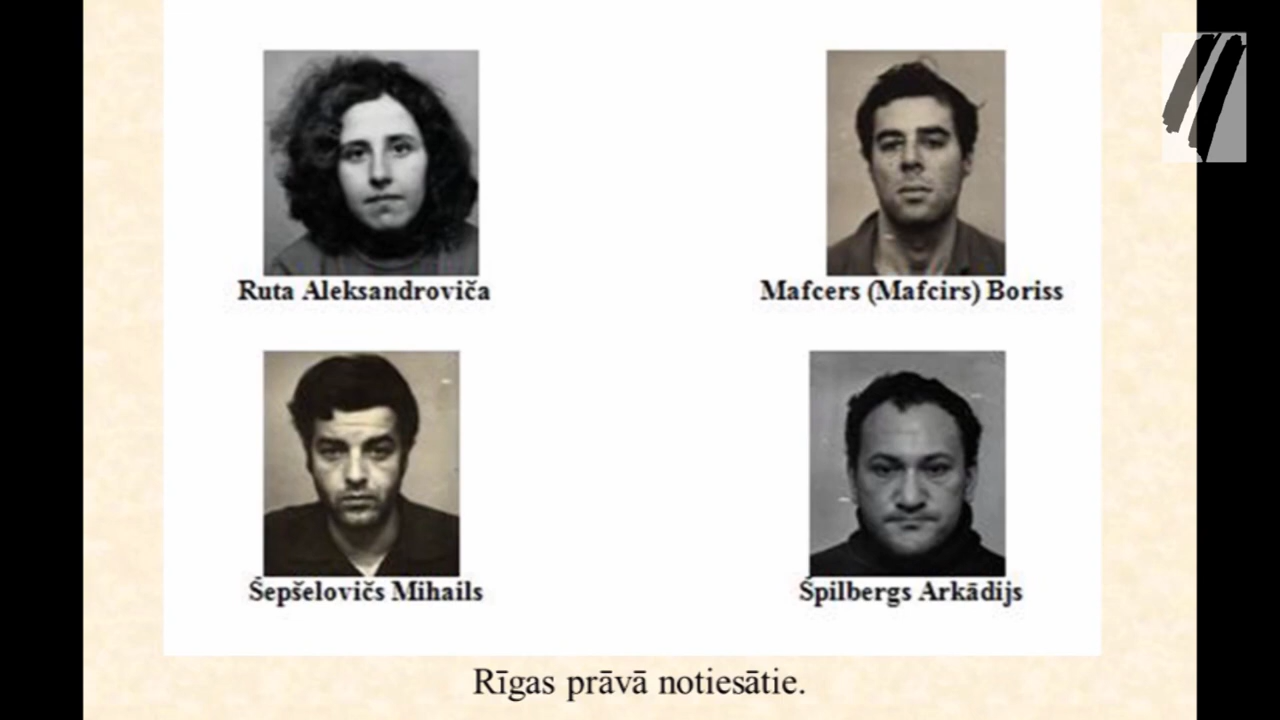 Ruta Aleksandroviča
Mafcers (Mafcirs) Boriss
Šepšelovičs Mihails
Špilbergs Arkādijs
Rīgas prāvā notiesātie.